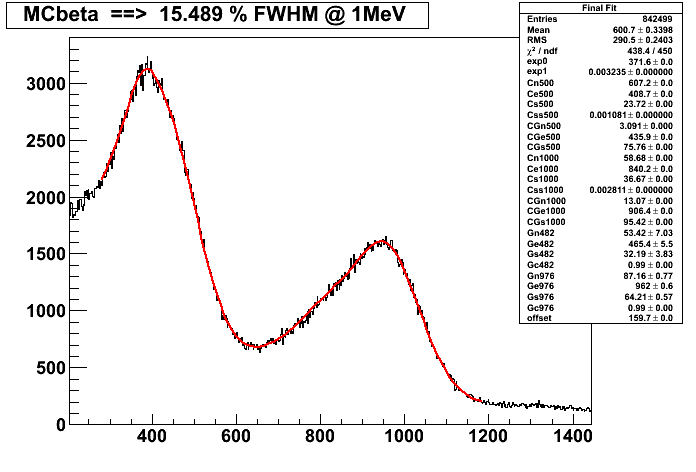 MCbeta ==> 15.489 % FWHM @ 1MeV
Final Fit
Entries 842499
Mean 600.7 ± 0.3398
RMS 290.5 ± 0.2403
χ² / ndf 438.4 / 450
exp0 371.6 ± 0.0
exp1 0.003235 ± 0.000000
Cn500 607.2 ± 0.0
Ce500 408.7 ± 0.0
Cs500 23.72 ± 0.00
Css500 0.001081 ± 0.000000
CGn500 3.091 ± 0.000
CGe500 435.9 ± 0.0
CGs500 75.76 ± 0.00
Cn1000 58.68 ± 0.00
Ce1000 840.2 ± 0.0
Cs1000 36.67 ± 0.00
Css1000 0.002811 ± 0.000000
CGn1000 13.07 ± 0.00
CGe1000 906.4 ± 0.0
CGs1000 95.42 ± 0.00
Gn482 53.42 ± 7.03
Ge482 465.4 ± 5.5
Gs482 32.19 ± 3.83
Gc482 0.99 ± 0.00
Gn976 87.16 ± 0.77
Ge976 962 ± 0.6
Gs976 64.21 ± 0.57
Gc976 0.99 ± 0.00
offset 159.7 ± 0.0
3000
2500
2000
1500
1000
500
0
400 600 800 1000 1200 1400